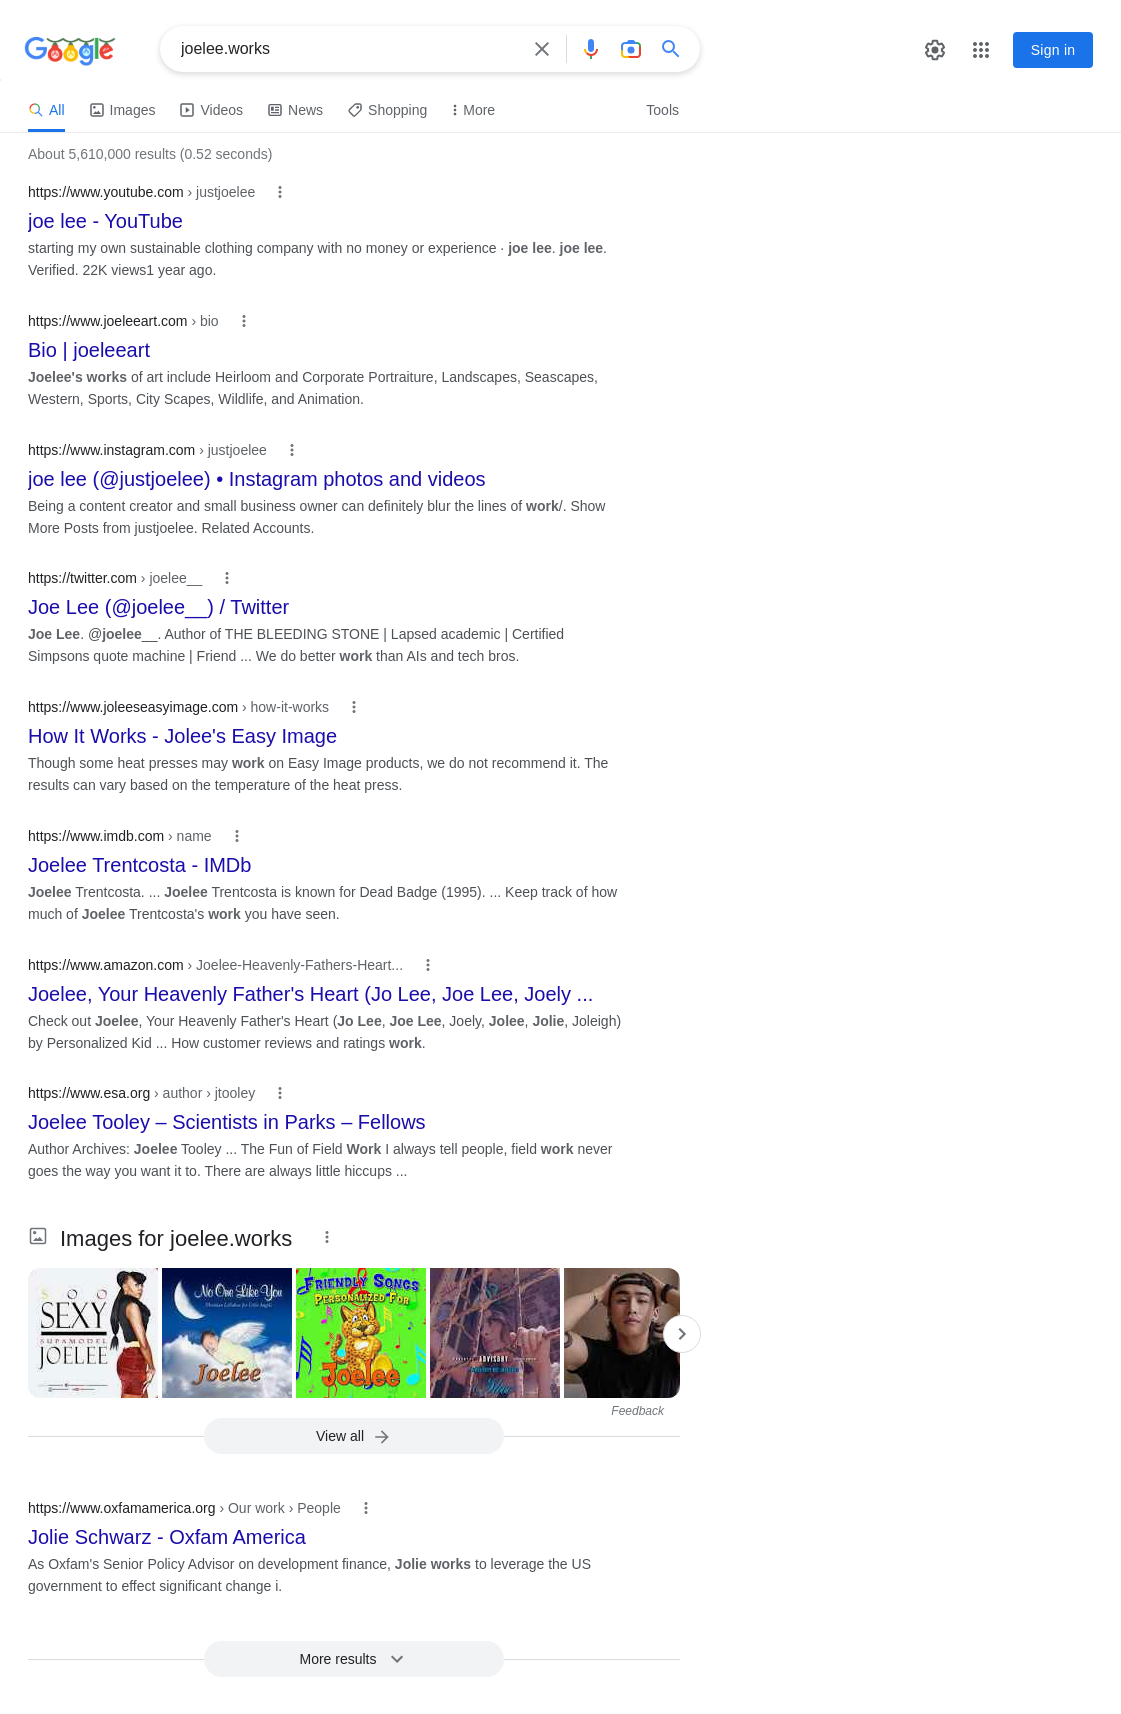 Google
joelee.works
Sign in
All
Images
Videos
News
Shopping
More
Tools
About 5,610,000 results (0.52 seconds)
https://www.youtube.com › justjoelee
joe lee - YouTube
starting my own sustainable clothing company with no money or experience · joe lee. joe lee.
Verified. 22K views1 year ago.
https://www.joeleeart.com › bio
Bio | joeleeart
Joelee's works of art include Heirloom and Corporate Portraiture, Landscapes, Seascapes,
Western, Sports, City Scapes, Wildlife, and Animation.
https://www.instagram.com › justjoelee
joe lee (@justjoelee) • Instagram photos and videos
Being a content creator and small business owner can definitely blur the lines of work/. Show
More Posts from justjoelee. Related Accounts.
https://twitter.com › joelee__
Joe Lee (@joelee__) / Twitter
Joe Lee. @joelee__. Author of THE BLEEDING STONE | Lapsed academic | Certified
Simpsons quote machine | Friend ... We do better work than AIs and tech bros.
https://www.joleeseasyimage.com › how-it-works
How It Works - Jolee's Easy Image
Though some heat presses may work on Easy Image products, we do not recommend it. The
results can vary based on the temperature of the heat press.
https://www.imdb.com › name
Joelee Trentcosta - IMDb
Joelee Trentcosta. ... Joelee Trentcosta is known for Dead Badge (1995). ... Keep track of how
much of Joelee Trentcosta's work you have seen.
https://www.amazon.com › Joelee-Heavenly-Fathers-Heart...
Joelee, Your Heavenly Father's Heart (Jo Lee, Joe Lee, Joely ...
Check out Joelee, Your Heavenly Father's Heart (Jo Lee, Joe Lee, Joely, Jolee, Jolie, Joleigh)
by Personalized Kid ... How customer reviews and ratings work.
https://www.esa.org › author › jtooley
Joelee Tooley – Scientists in Parks – Fellows
Author Archives: Joelee Tooley ... The Fun of Field Work I always tell people, field work never
goes the way you want it to. There are always little hiccups ...
Images for joelee.works
SOO
SEXY
SUPAMODEL
JOELEE
No One Like You
Christian Lullabies for Little Angels
Joelee
FRIENDLY SONGS
PERSONALIZED FOR
Joelee
ADVISORY
Feedback
View all
https://www.oxfamamerica.org › Our work › People
Jolie Schwarz - Oxfam America
As Oxfam's Senior Policy Advisor on development finance, Jolie works to leverage the US
government to effect significant change i.
More results